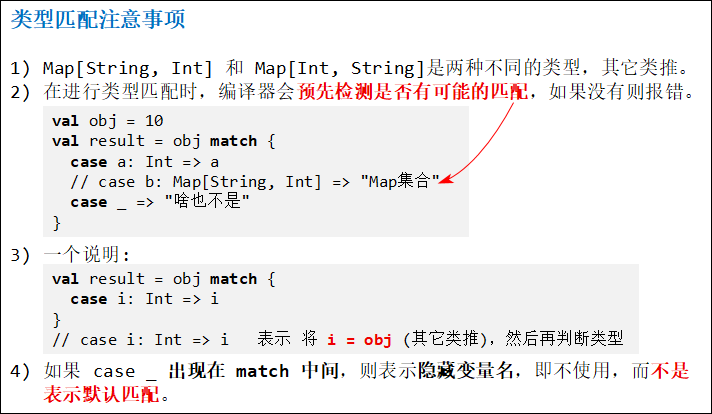 类型匹配注意事项
1) Map[String, Int] 和 Map[Int, String]是两种不同的类型，其它类推。
2) 在进行类型匹配时，编译器会预先检测是否有可能的匹配，如果没有则报错。
val obj = 10
val result = obj match {
  case a: Int => a
  // case b: Map[String, Int] => "Map集合"
  case _ => "啥也不是"
}
3) 一个说明:
val result = obj match {
  case i: Int => i
}
// case i: Int => i   表示 将 i = obj (其它类推)，然后再判断类型
4) 如果 case _ 出现在 match 中间，则表示隐藏变量名，即不使用，而不是
表示默认匹配。